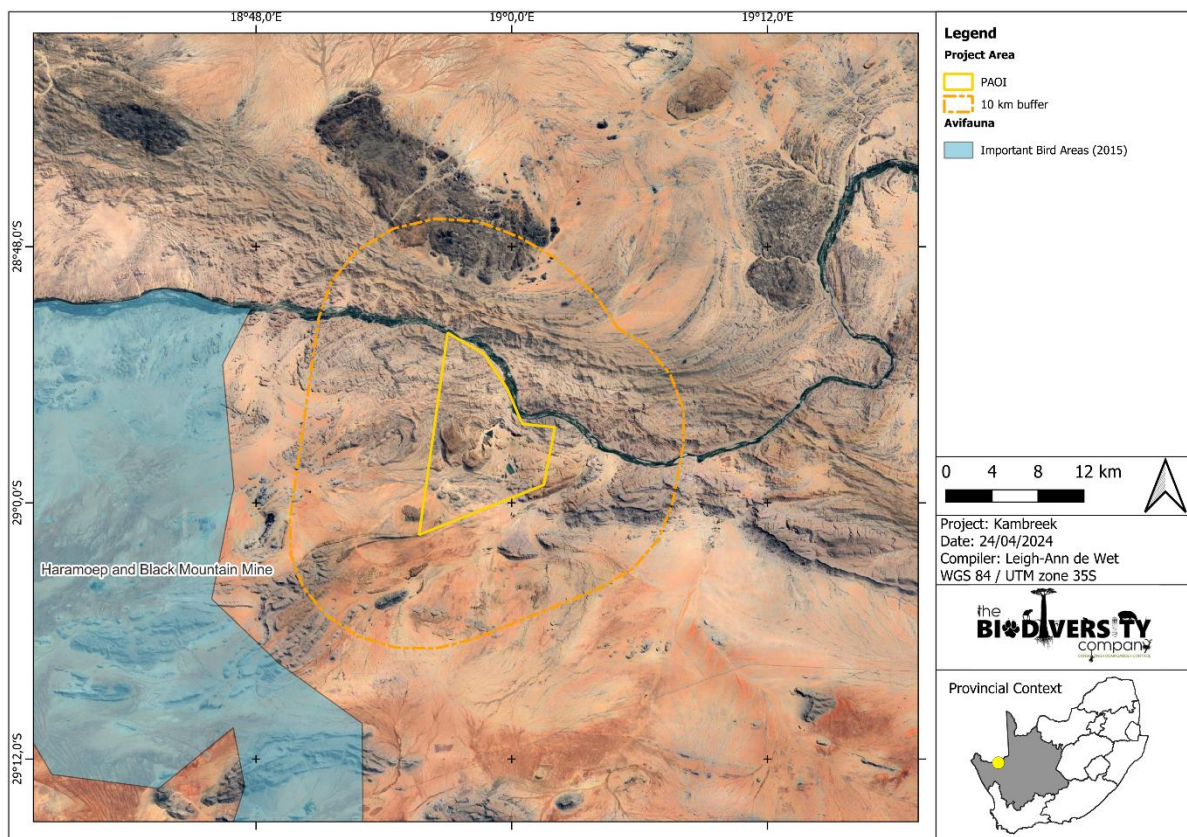 18°48,0'E
19°0,0'E
19°12,0'E
28°48,0'S
29°0,0'S
29°12,0'S
Haramoep and Black Mountain Mine
Legend
Project Area
PAOI
10 km buffer
Avifauna
Important Bird Areas (2015)
0 4 8 12 km
Project: Kambreek
Date: 24/04/2024
Compiler: Leigh-Ann de Wet
WGS 84 / UTM zone 35S
the
BIODIVERSITY
company
Provincial Context